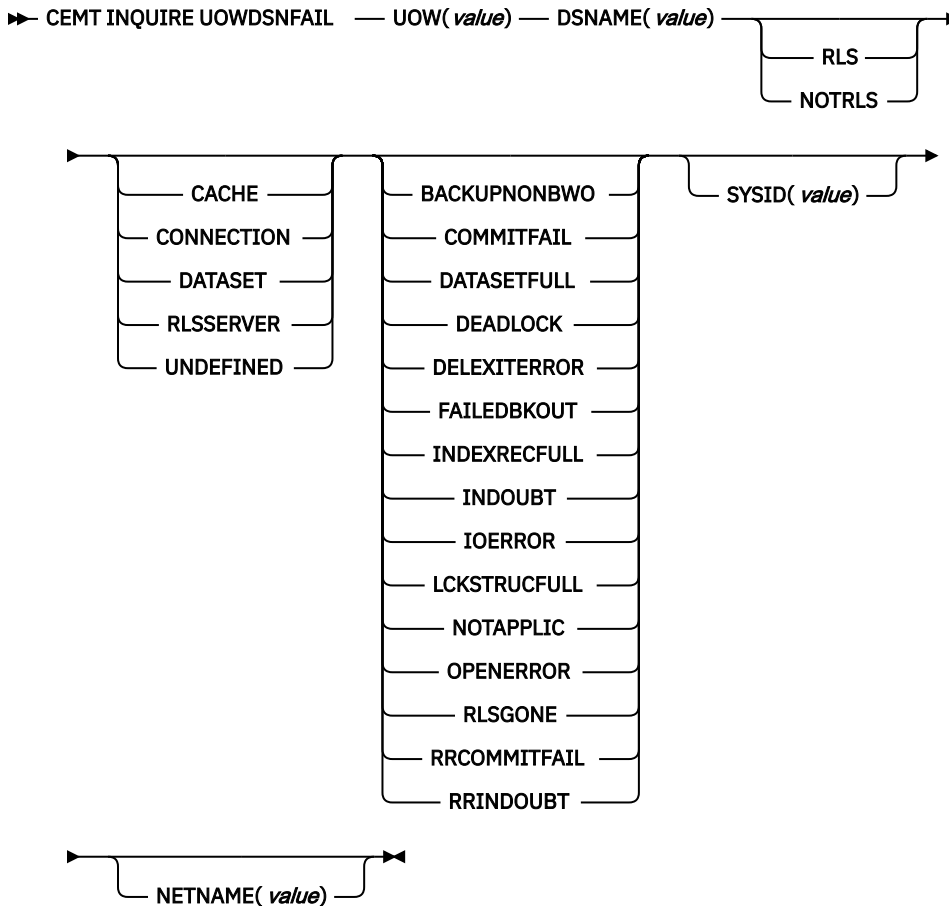 CEMT INQUIRE UOWDSNFAIL UOW( value) DSNAME( value)
RLS
NOTRLS
CACHE
CONNECTION
DATASET
RLSSERVER
UNDEFINED
BACKUPNONBWO
COMMITFAIL
DATASETFULL
DEADLOCK
DELEXITERROR
FAILEDBKOUT
INDEXRECFULL
INDOUBT
IOERROR
LCKSTRUCFULL
NOTAPPLIC
OPENERROR
RLSGONE
RRCOMMITFAIL
RRINDOUBT
SYSID( value)
NETNAME( value)